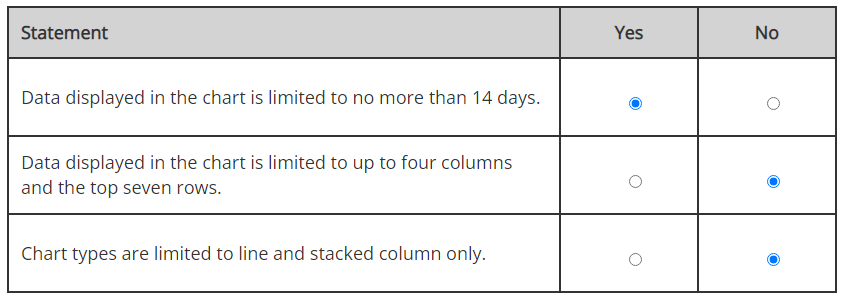 Statement Yes No
Data displayed in the chart is limited to no more than 14 days.
Data displayed in the chart is limited to up to four columns
and the top seven rows.
Chart types are limited to line and stacked column only.